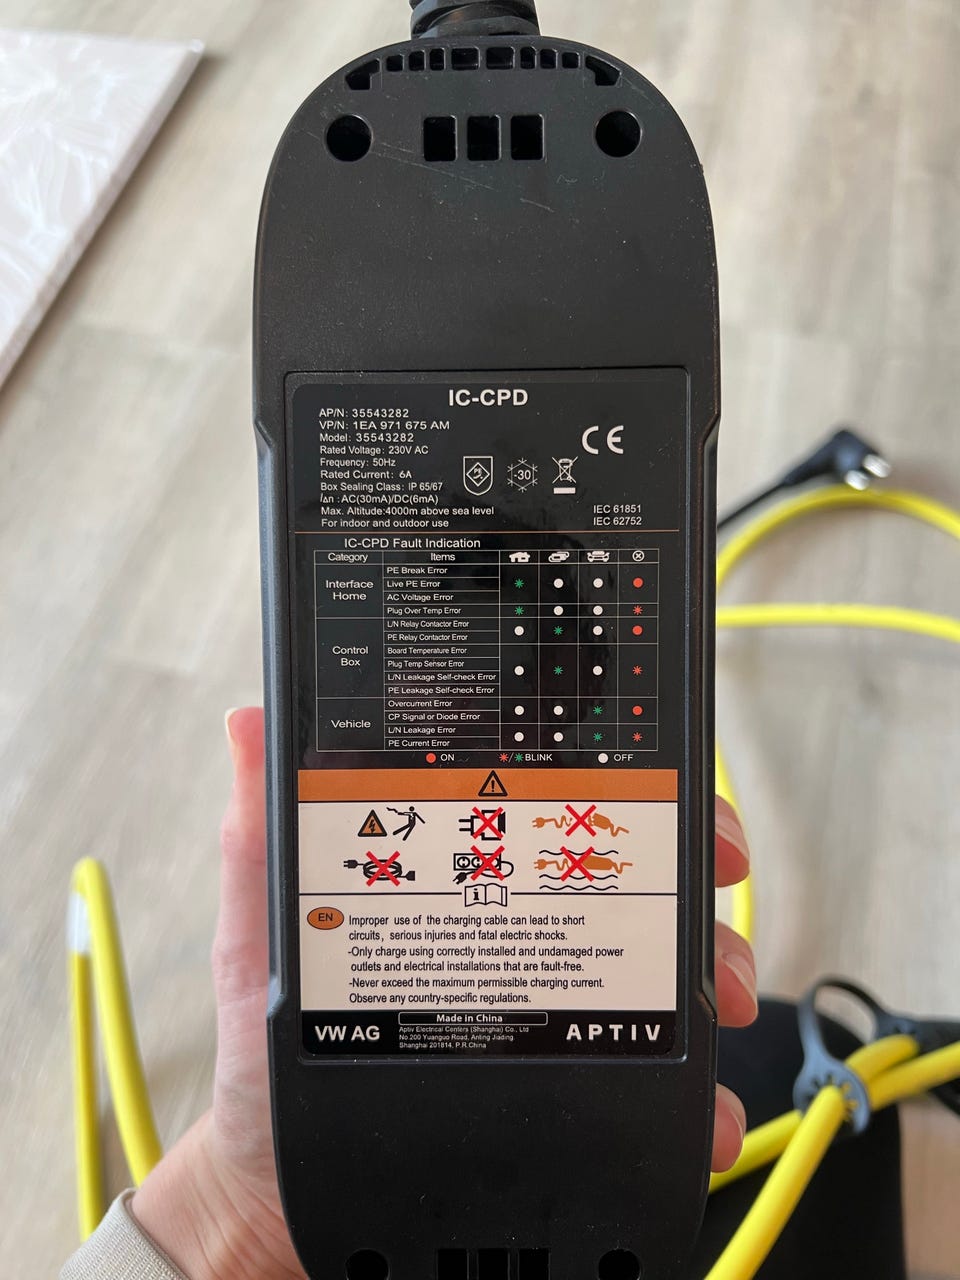 IC-CPD
AP/N: 35543282
VP/N: 1EA 971 675 AM
Model: 35543282
Rated Voltage: 230V AC
Frequency: 50Hz
Rated Current: 6A
Box Sealing Class: IP 65/67
IΔn : AC(30mA)/DC(6mA)
Max. Altitude:4000m above sea level
For indoor and outdoor use
CE
-30
IEC 61851
IEC 62752
IC-CPD Fault Indication
Category Items
Interface Home
PE Break Error
Live PE Error
AC Voltage Error
Plug Over Temp Error
Control Box
L/N Relay Contactor Error
PE Relay Contactor Error
Board Temperature Error
Plug Temp Sensor Error
L/N Leakage Self-check Error
PE Leakage Self-check Error
Vehicle
Overcurrent Error
CP Signal or Diode Error
L/N Leakage Error
PE Current Error
ON */* BLINK OFF
EN
Improper use of the charging cable can lead to short
circuits, serious injuries and fatal electric shocks.
-Only charge using correctly installed and undamaged power
outlets and electrical installations that are fault-free.
-Never exceed the maximum permissible charging current.
Observe any country-specific regulations.
Made in China
VW AG
Aptiv Electrical Centers (Shanghai) Co., Ltd
No 200 Yuanguo Road, Anting Jiading
Shanghai 201814, P.R.China
APTIV